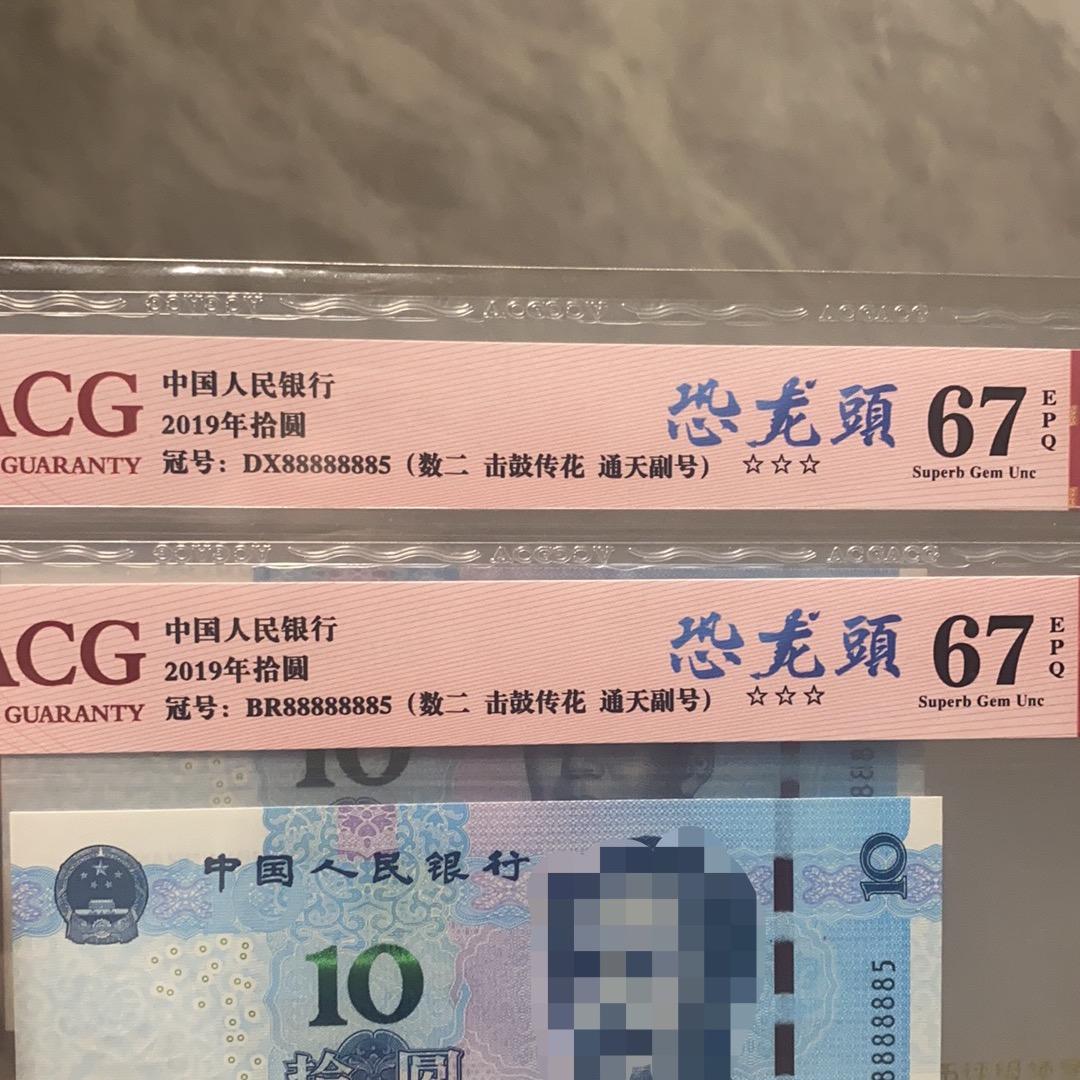 ACG
GUARANTY
中国人民银行
2019年拾圆
冠号：DX88888885（数二 击鼓传花 通天副号）
恐龙頭
☆☆☆
67
EPQ
Superb Gem Unc
ACG
GUARANTY
中国人民银行
2019年拾圆
冠号：BR88888885（数二 击鼓传花 通天副号）
恐龙頭
☆☆☆
67
EPQ
Superb Gem Unc
10
中国人民银行
10
10
拾圆
8888885